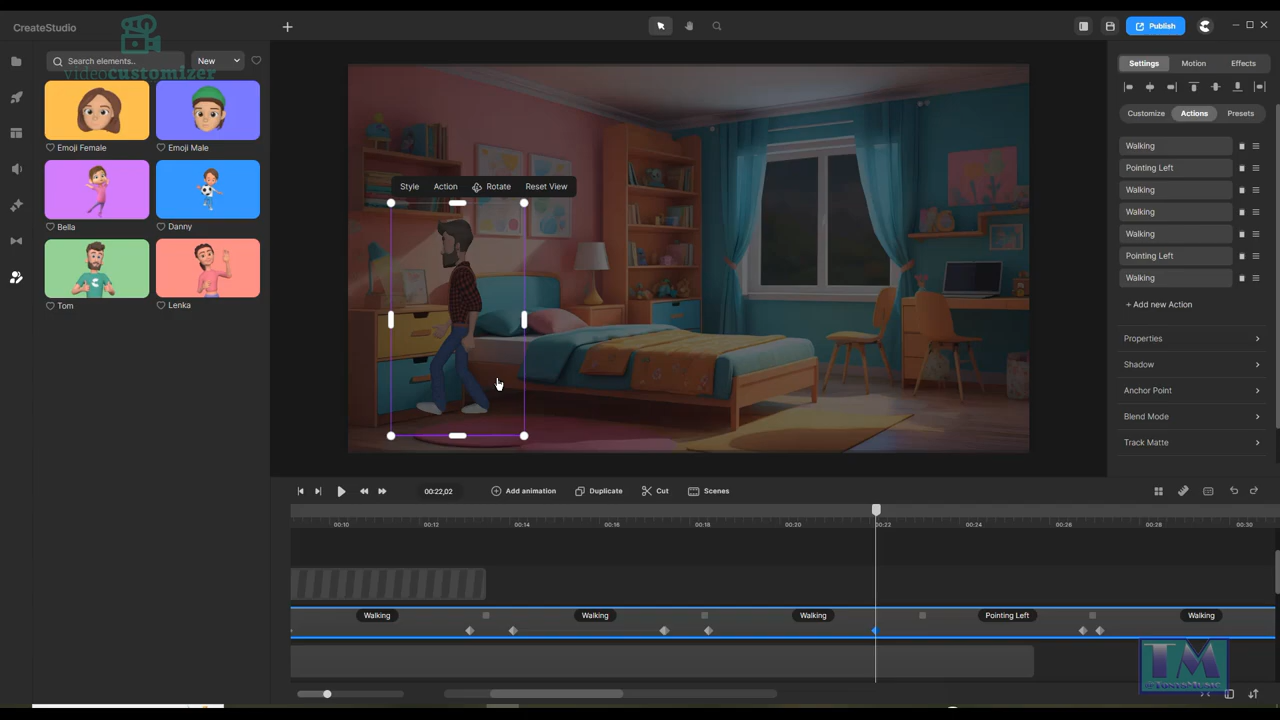 CreateStudio
Publish
Search elements..
New
videocustomizer
Emoji Female
Emoji Male
Bella
Danny
Tom
Lenka
Style
Action
Rotate
Reset View
Settings
Motion
Effects
Customize
Actions
Presets
Walking
Pointing Left
Walking
Walking
Walking
Pointing Left
Walking
+ Add new Action
Properties
Shadow
Anchor Point
Blend Mode
Track Matte
00:22,02
Add animation
Duplicate
Cut
Scenes
00:10
00:12
00:14
00:16
00:18
00:20
00:22
00:24
00:26
00:28
00:30
Walking
Walking
Walking
Pointing Left
Walking
TM